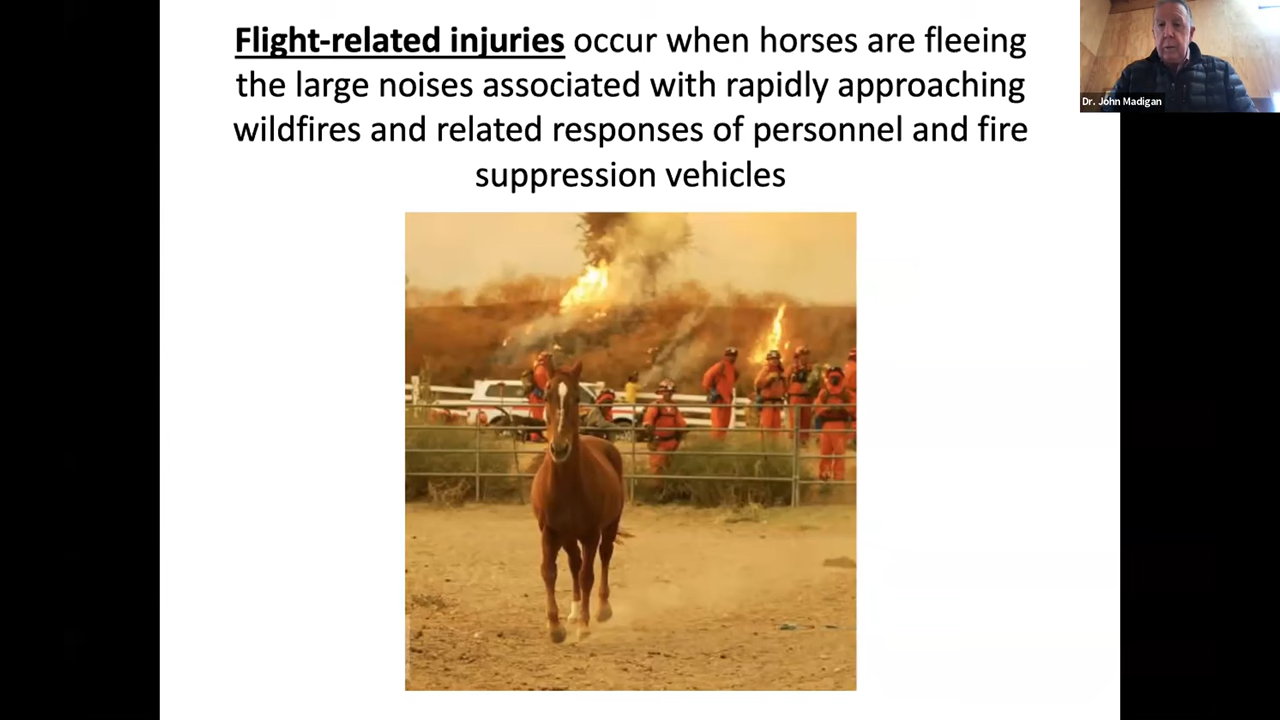 Flight-related injuries occur when horses are fleeing
the large noises associated with rapidly approaching
wildfires and related responses of personnel and fire
suppression vehicles
Dr. John Madigan